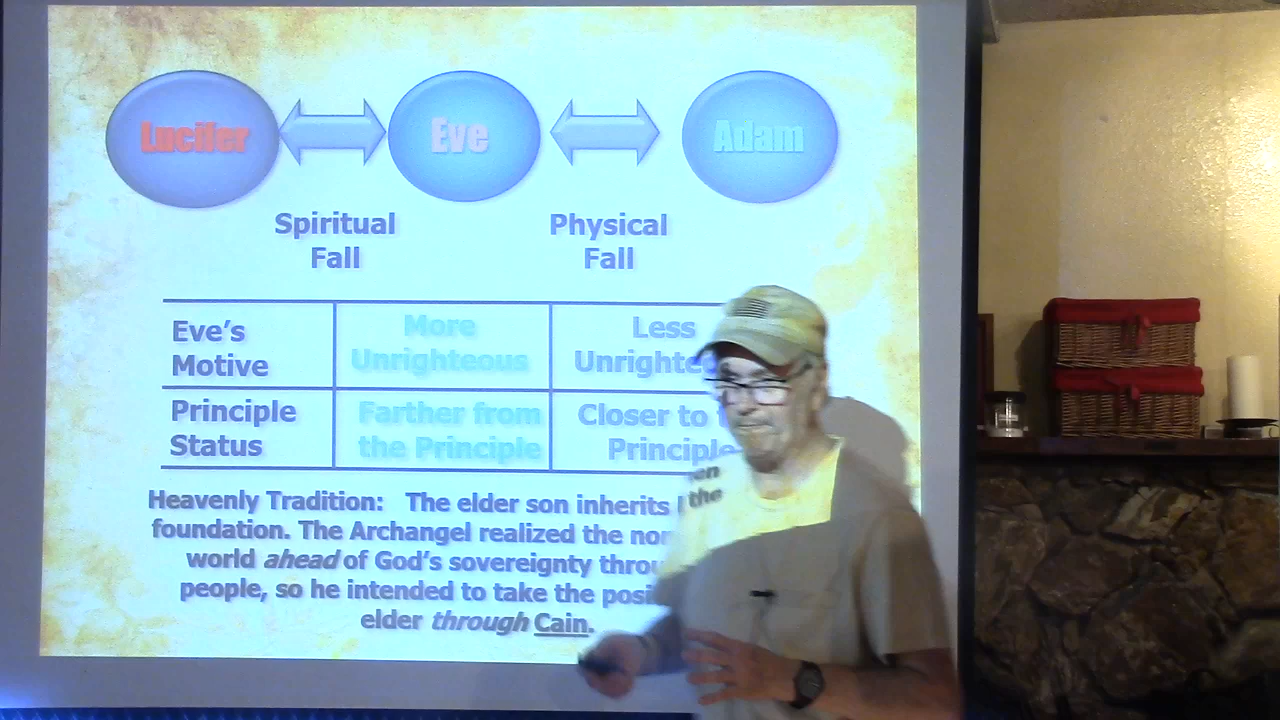 Lucifer Eve Adam
Spiritual Physical
Fall Fall
Eve's More Less
Motive Unrighteous
Principle Farther from Closer to
Status the Principle Principle
Heavenly Tradition: The elder son inherits
foundation. The Archangel realized the
the
world ahead of God's sovereignty
people, so he intended to take the
elder through Cain.